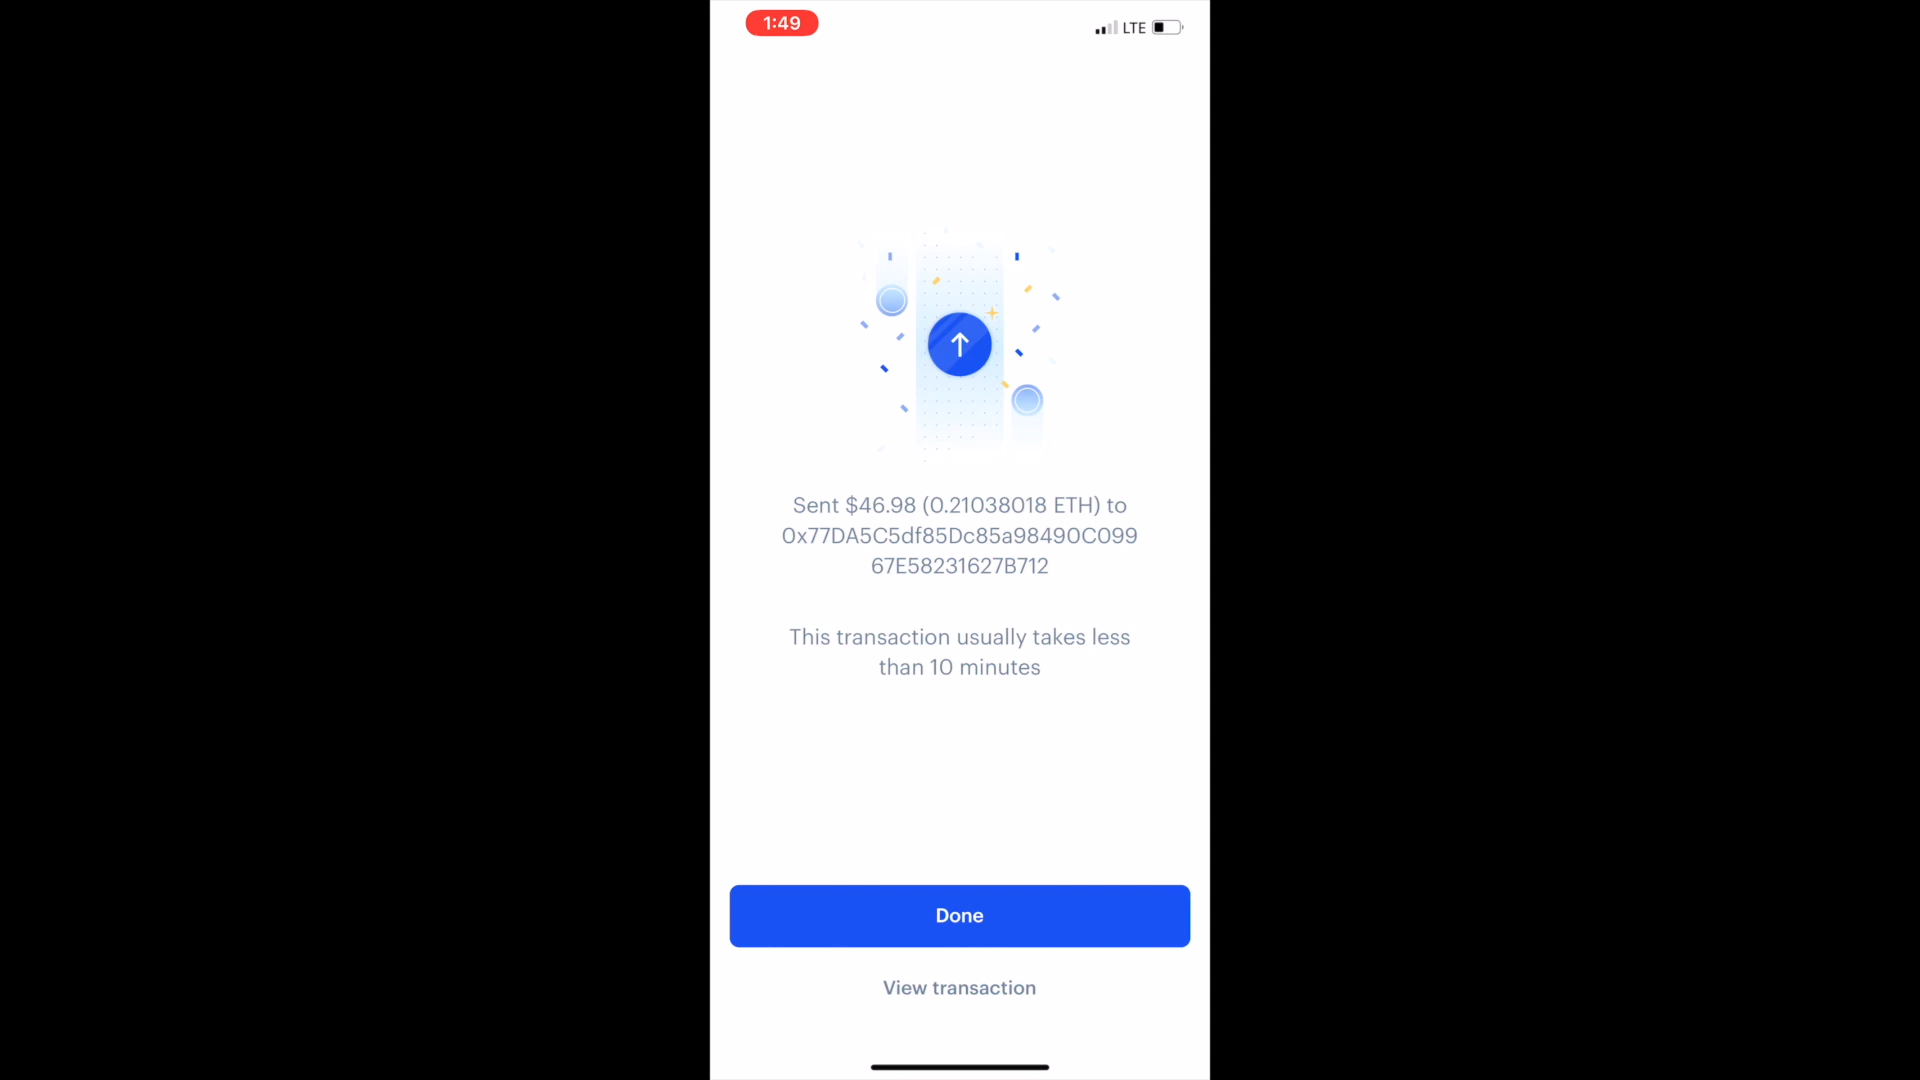 1:49
LTE
Sent $46.98 (0.21038018 ETH) to
0x77DA5C5df85Dc85a98490C099
67E58231627B712
This transaction usually takes less
than 10 minutes
Done
View transaction